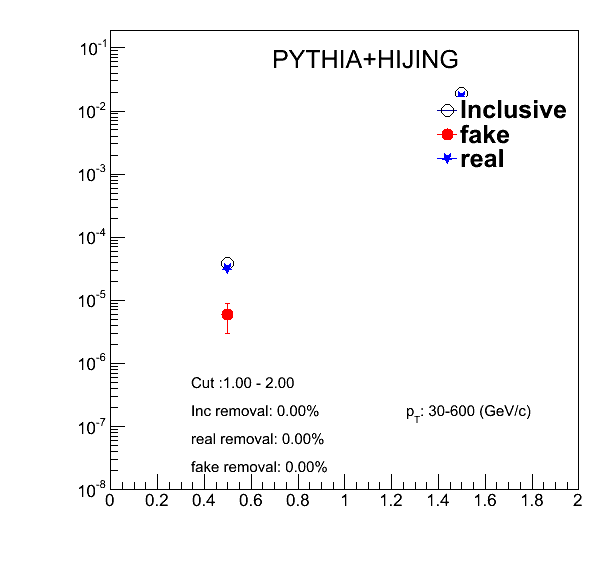 PYTHIA+HIJING
Inclusive
fake
real
10-1
10-2
10-3
10-4
10-5
10-6
10-7
10-8
Cut :1.00 - 2.00
Inc removal: 0.00%
pT: 30-600 (GeV/c)
real removal: 0.00%
fake removal: 0.00%
0 0.2 0.4 0.6 0.8 1 1.2 1.4 1.6 1.8 2